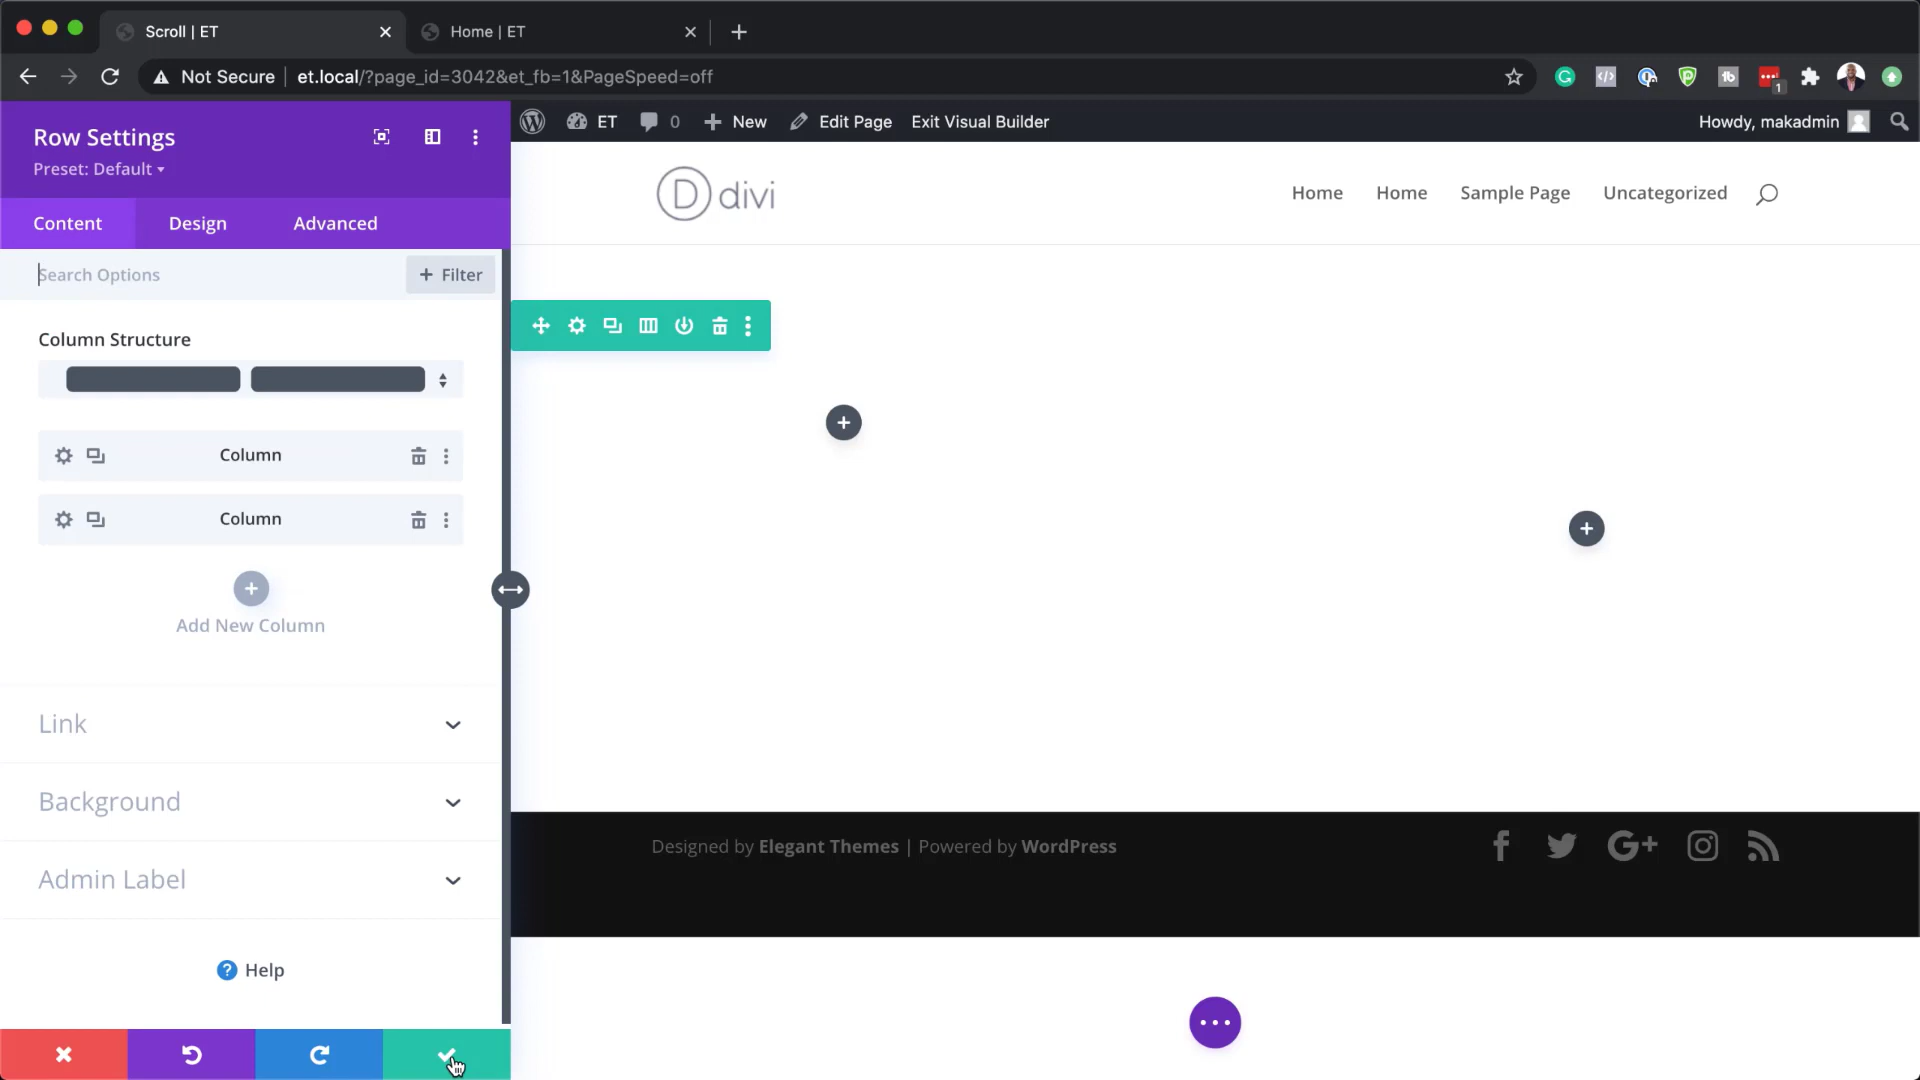 Scroll | ET
Home | ET
Not Secure | et.local/?page_id=3042&et_fb=1&PageSpeed=off
1
Row Settings
Preset: Default
Content
Design
Advanced
Search Options
+ Filter
Column Structure
Column
Column
Add New Column
Link
Background
Admin Label
? Help
ET
0
New
Edit Page
Exit Visual Builder
Howdy, makadmin
D divi
Home
Home
Sample Page
Uncategorized
Designed by Elegant Themes | Powered by WordPress